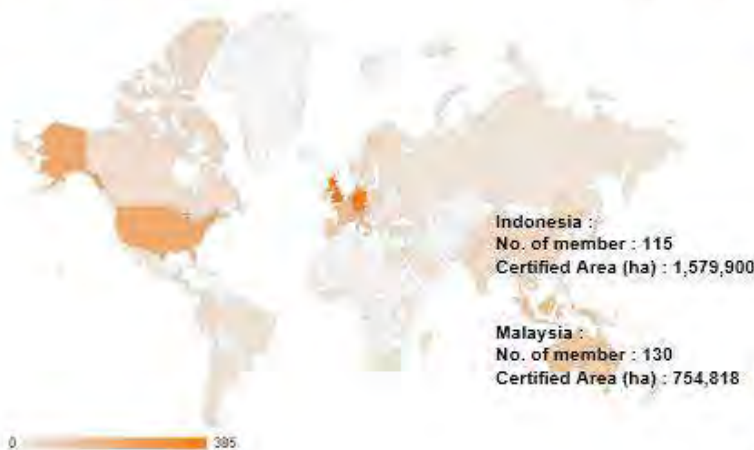 Indonesia :
No. of member : 115
Certified Area (ha) : 1,579,900
Malaysia :
No. of member : 130
Certified Area (ha) : 754,818
0
385